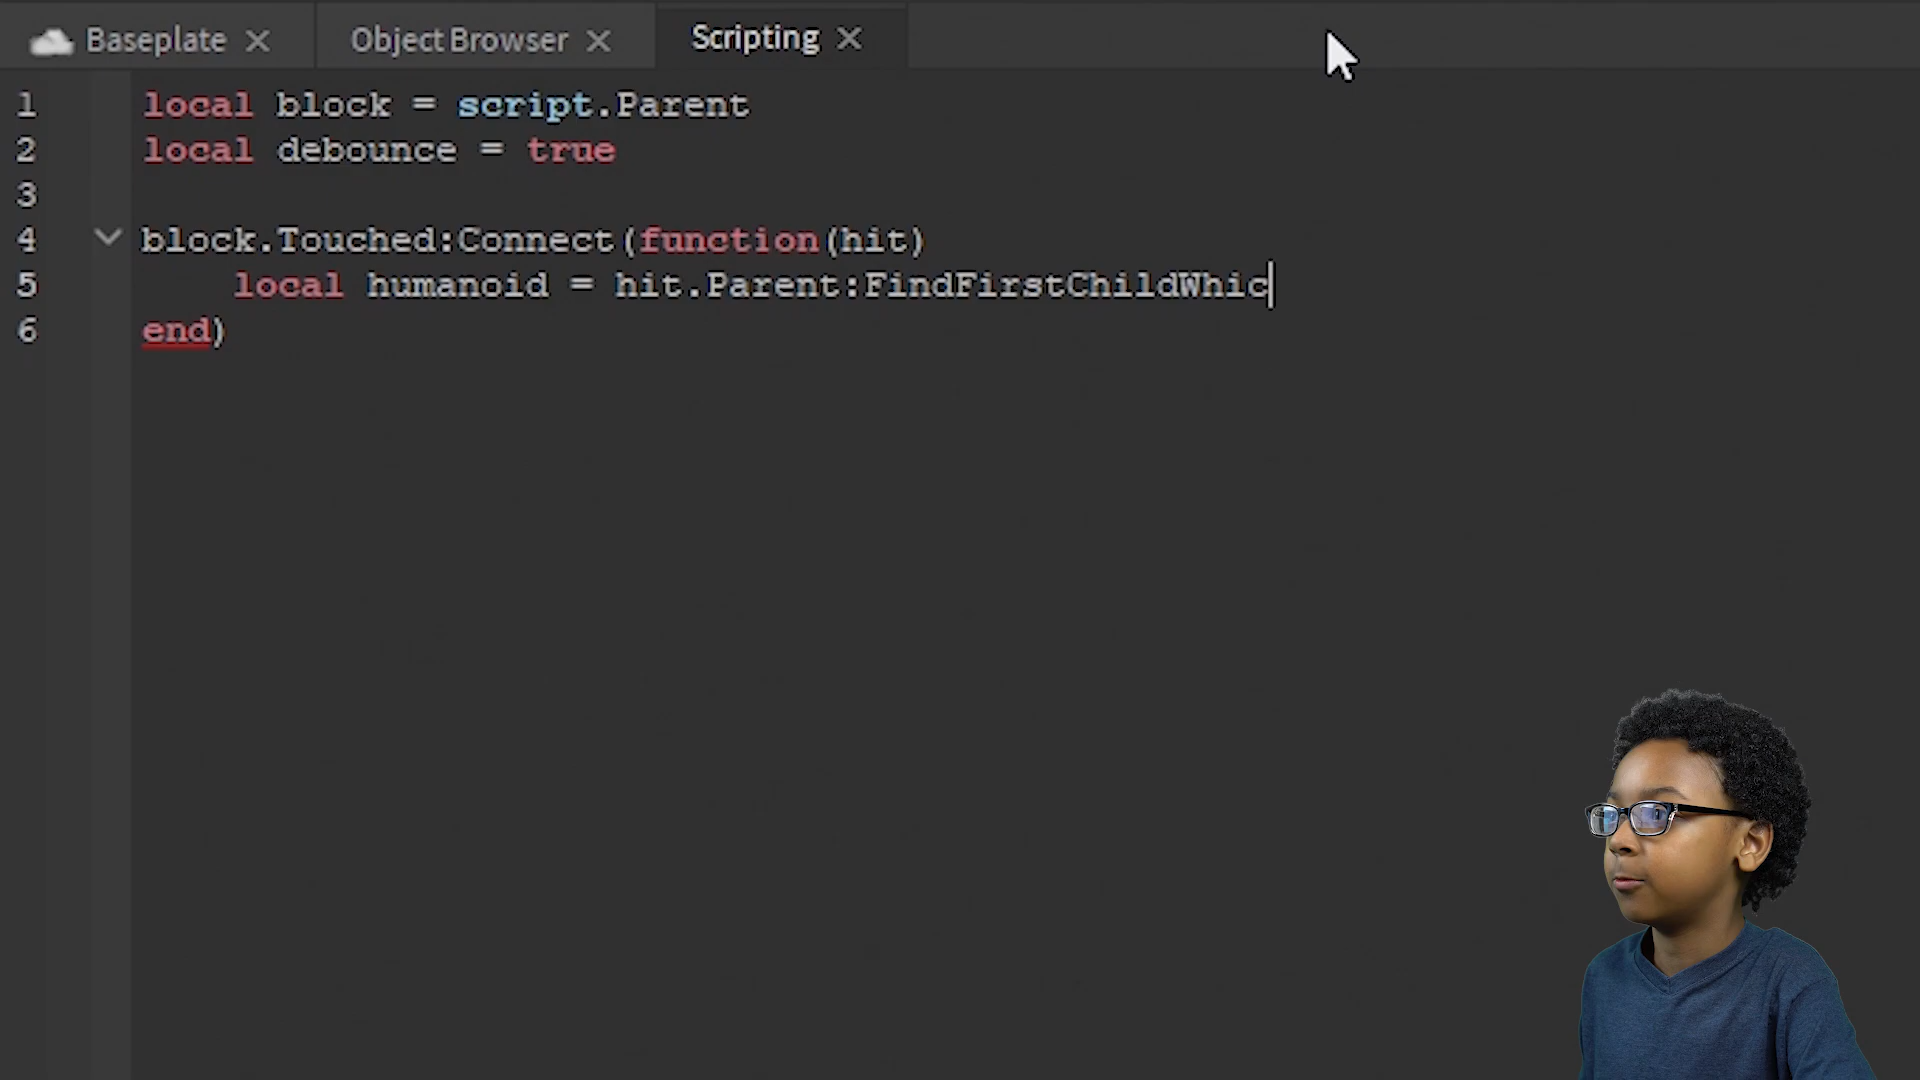 Baseplate Object Browser Scripting
1 local block = script.Parent
2 local debounce = true
3
4 block.Touched:Connect(function(hit)
5 local humanoid = hit.Parent:FindFirstChildWhic
6 end)